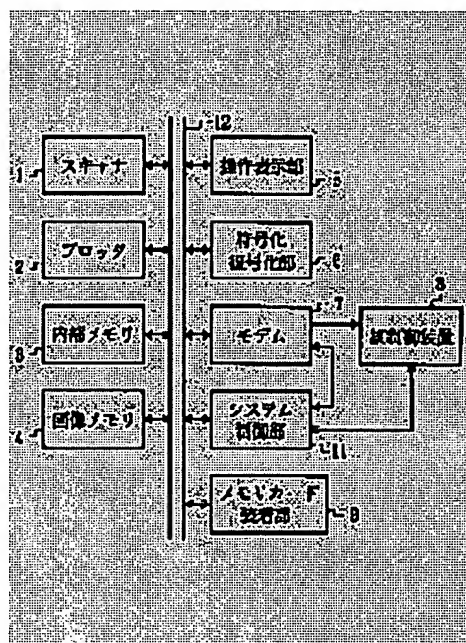 12
スキャナ
1
操作表示部
5
プロッタ
2
符号化
復号化部
6
内部メモリ
3
モデム
7
網制御装置
8
画像メモリ
4
システム
制御部
11
メモリカード
装着部
9